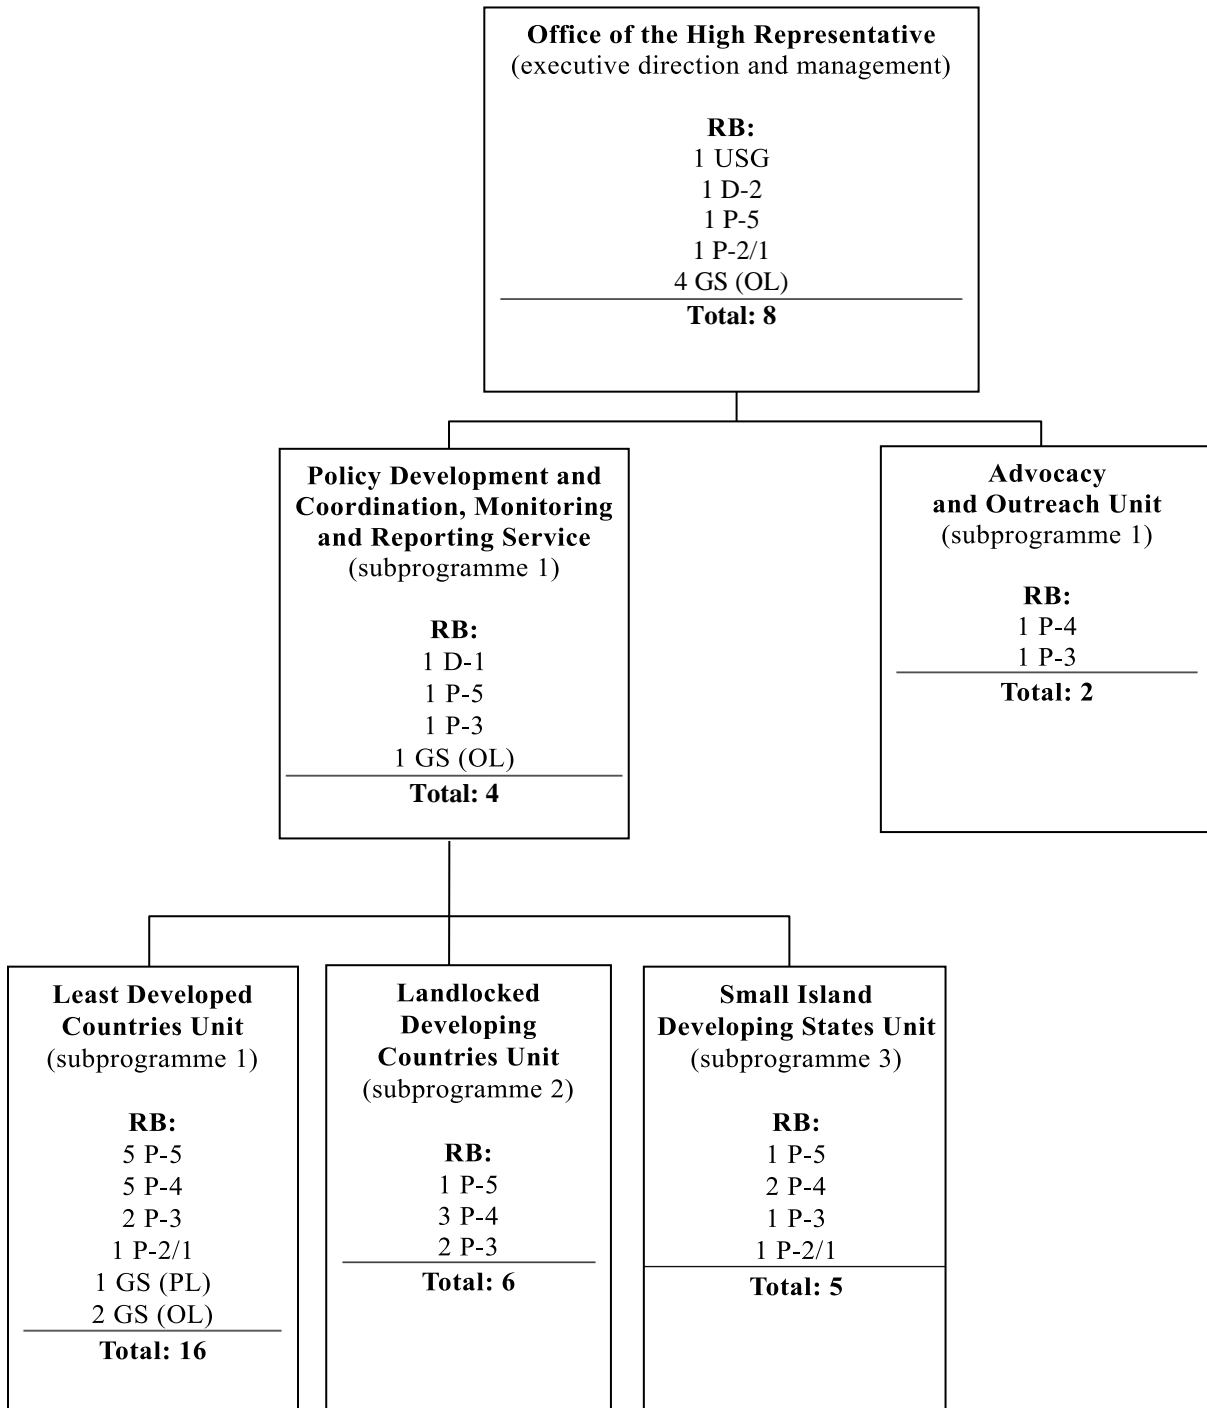 Office of the High Representative
(executive direction and management)
RB:
1 USG
1 D-2
1 P-5
1 P-2/1
4 GS (OL)
Total: 8
Policy Development and
Coordination, Monitoring
and Reporting Service
(subprogramme 1)
RB:
1 D-1
1 P-5
1 P-3
1 GS (OL)
Total: 4
Advocacy
and Outreach Unit
(subprogramme 1)
RB:
1 P-4
1 P-3
Total: 2
Least Developed
Countries Unit
(subprogramme 1)
RB:
5 P-5
5 P-4
2 P-3
1 P-2/1
1 GS (PL)
2 GS (OL)
Total: 16
Landlocked
Developing
Countries Unit
(subprogramme 2)
RB:
1 P-5
3 P-4
2 P-3
Total: 6
Small Island
Developing States Unit
(subprogramme 3)
RB:
1 P-5
2 P-4
1 P-3
1 P-2/1
Total: 5